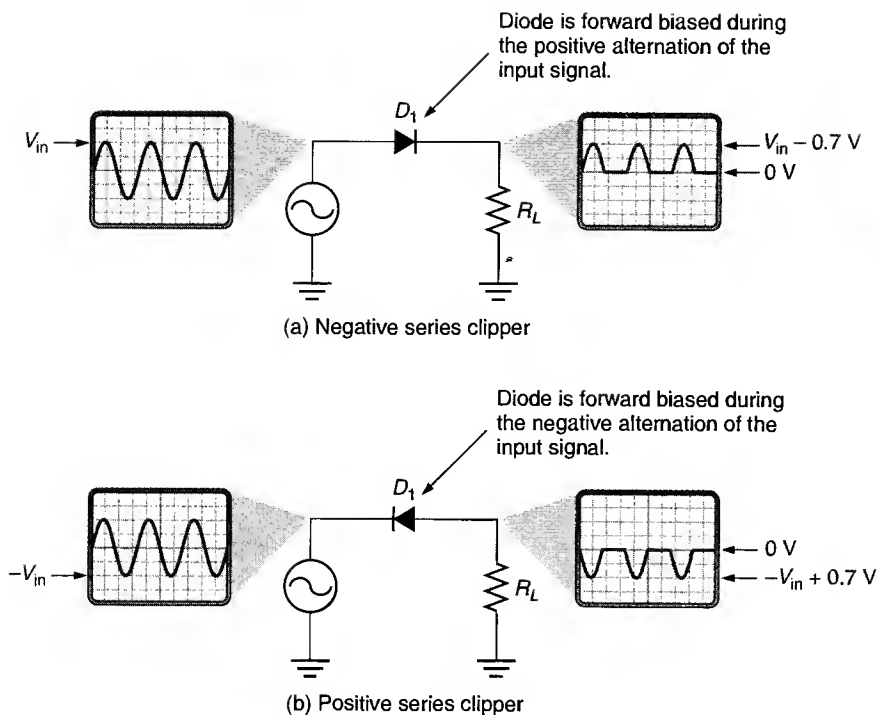 Diode is forward biased during
the positive alternation of the
input signal.
D1
Vin
Vin – 0.7 V
0 V
RL
(a) Negative series clipper
Diode is forward biased during
the negative alternation of the
input signal.
D1
–Vin
0 V
–Vin + 0.7 V
RL
(b) Positive series clipper